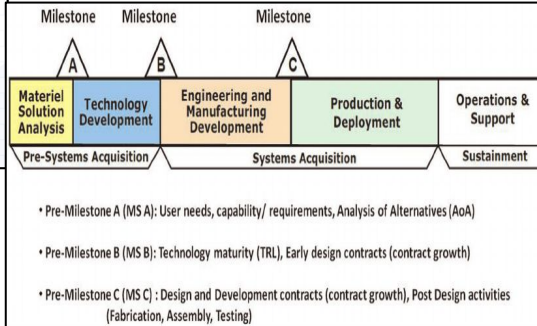 Milestone Milestone Milestone
A B C
Materiel
Solution
Analysis
Technology
Development
Engineering and
Manufacturing
Development
Production &
Deployment
Operations &
Support
Pre-Systems Acquisition Systems Acquisition Sustainment
• Pre-Milestone A (MS A): User needs, capability/ requirements, Analysis of Alternatives (AoA)
• Pre-Milestone B (MS B): Technology maturity (TRL), Early design contracts (contract growth)
• Pre-Milestone C (MS C) : Design and Development contracts (contract growth), Post Design activities
(Fabrication, Assembly, Testing)